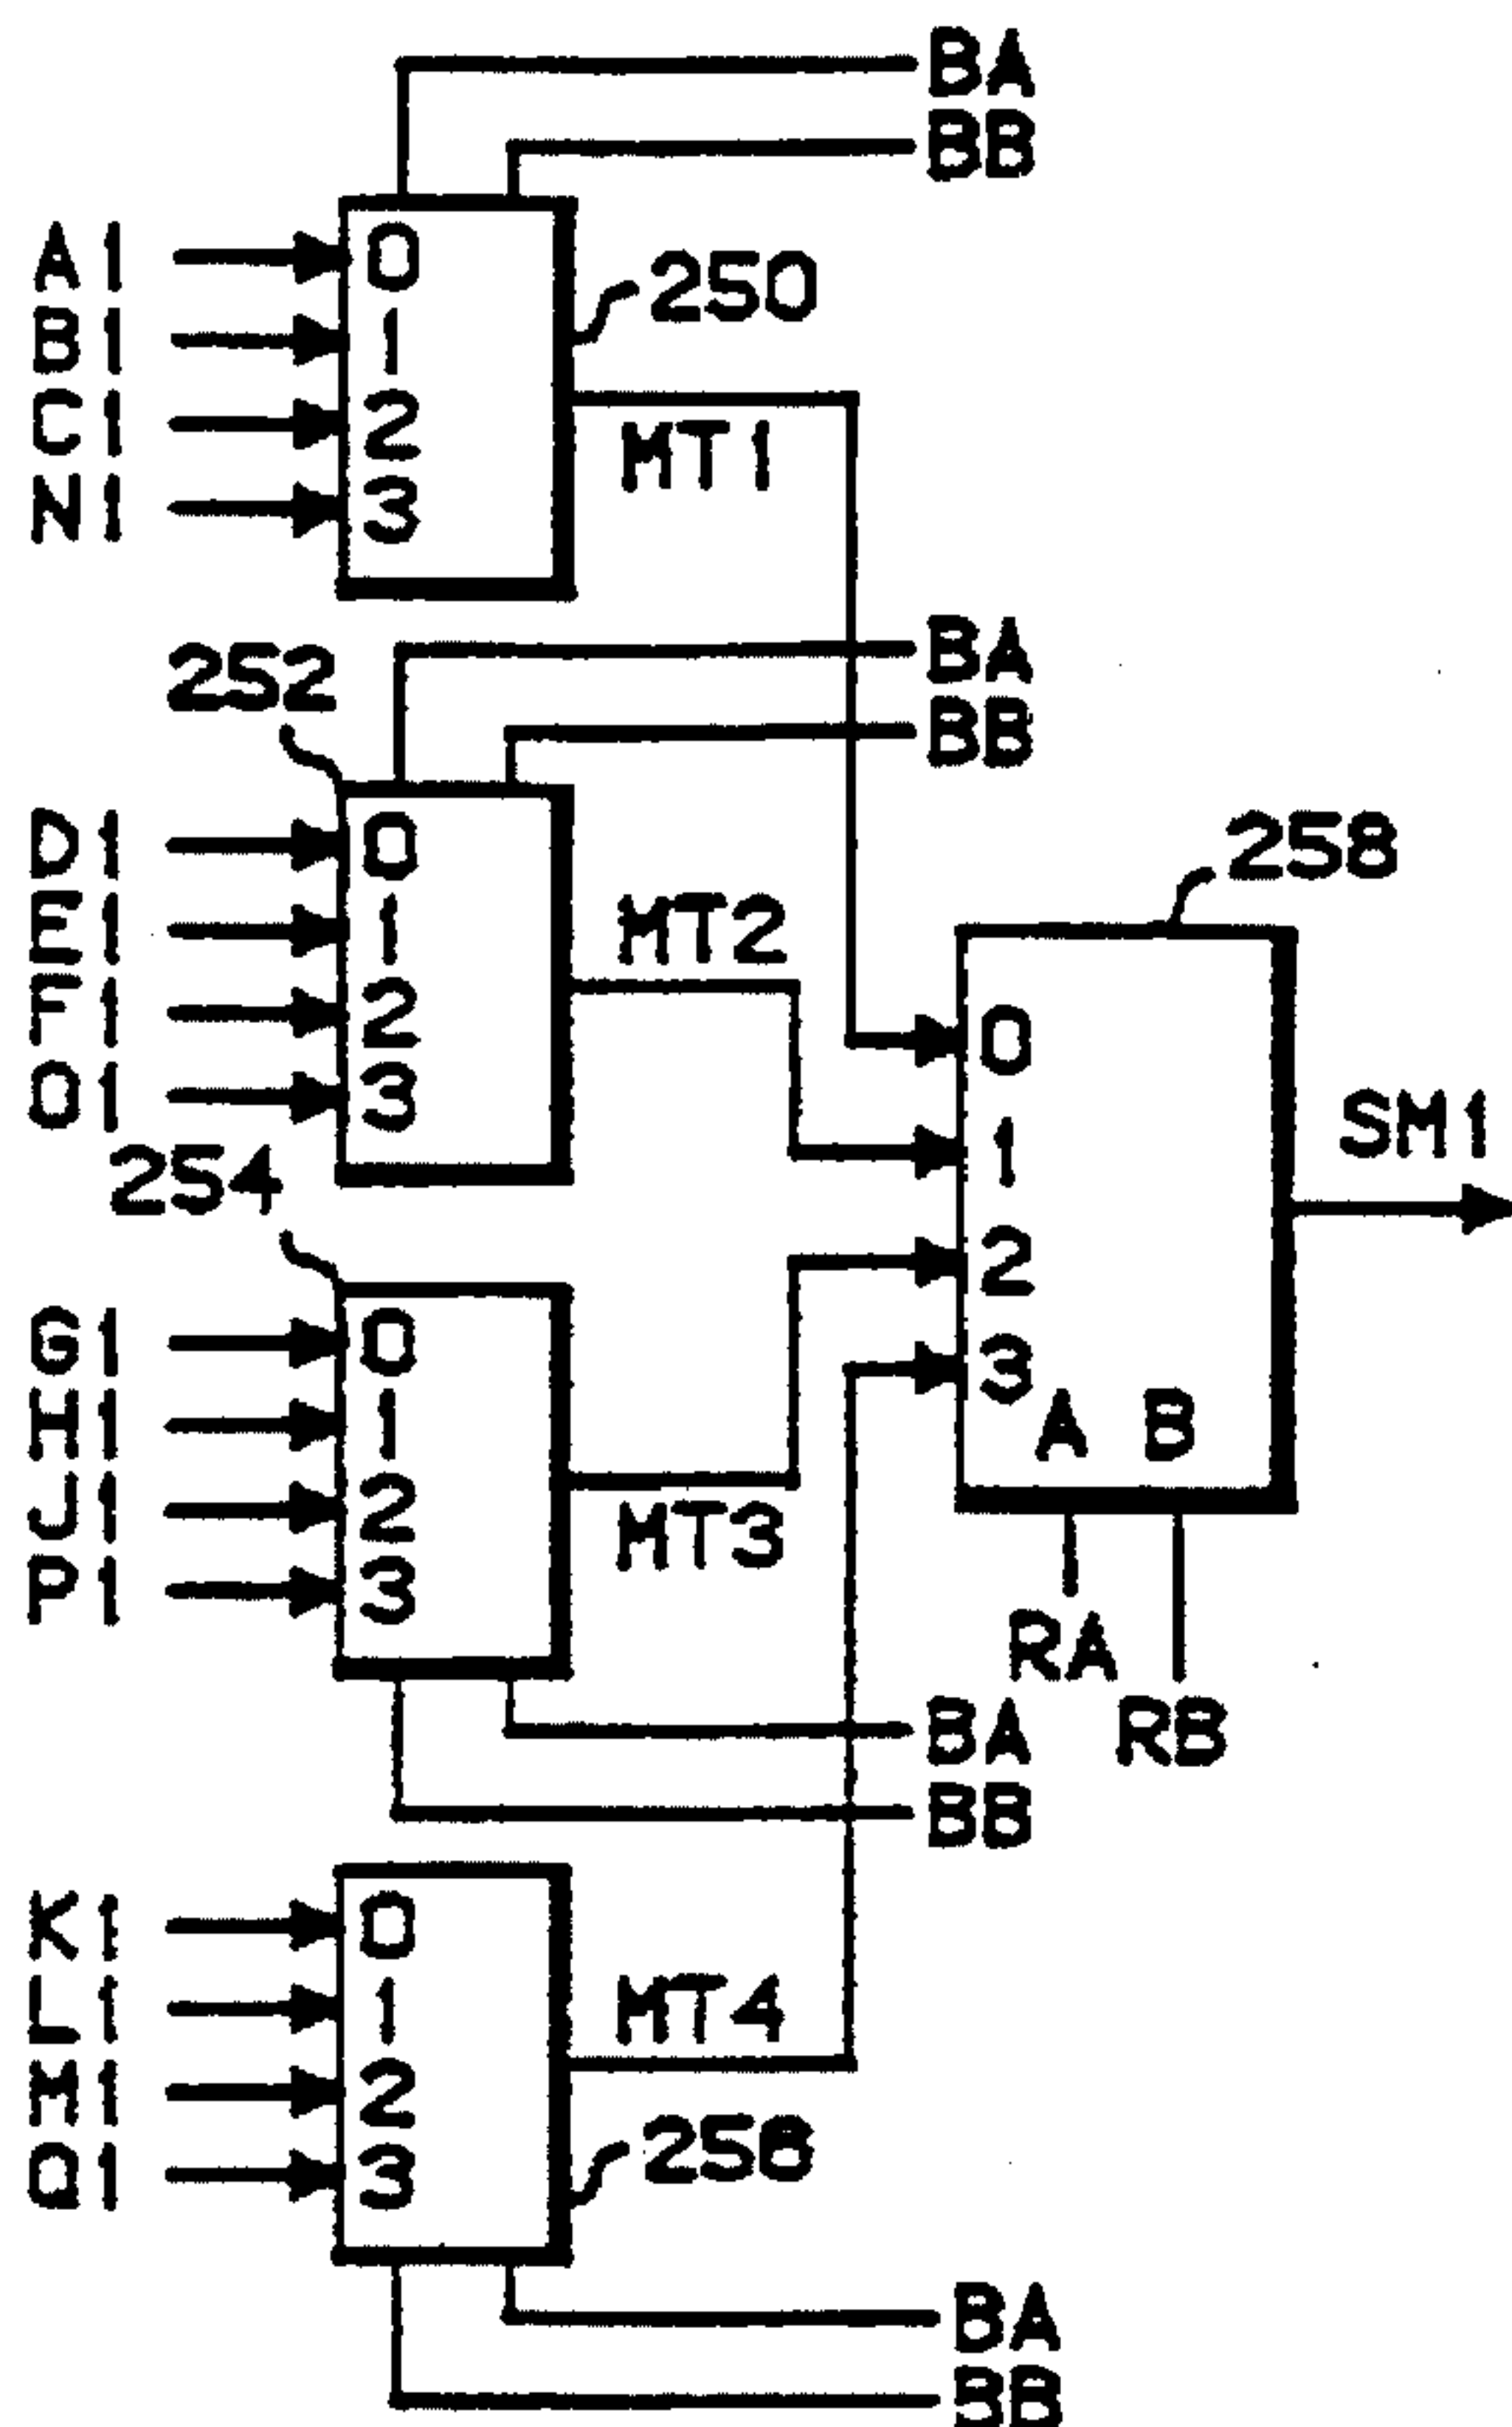 BA
BB
A1 0
B1 1
C1 2
N1 3
250
MT1
BA
BB
252
D1 0
E1 1
F1 2
O1 3
MT2
254
G1 0
H1 1
J1 2
P1 3
MT3
BA
BB
K1 0
L1 1
M1 2
Q1 3
MT4
256
BA
BB
258
0
1
2
3
A B
RA
RB
SM1